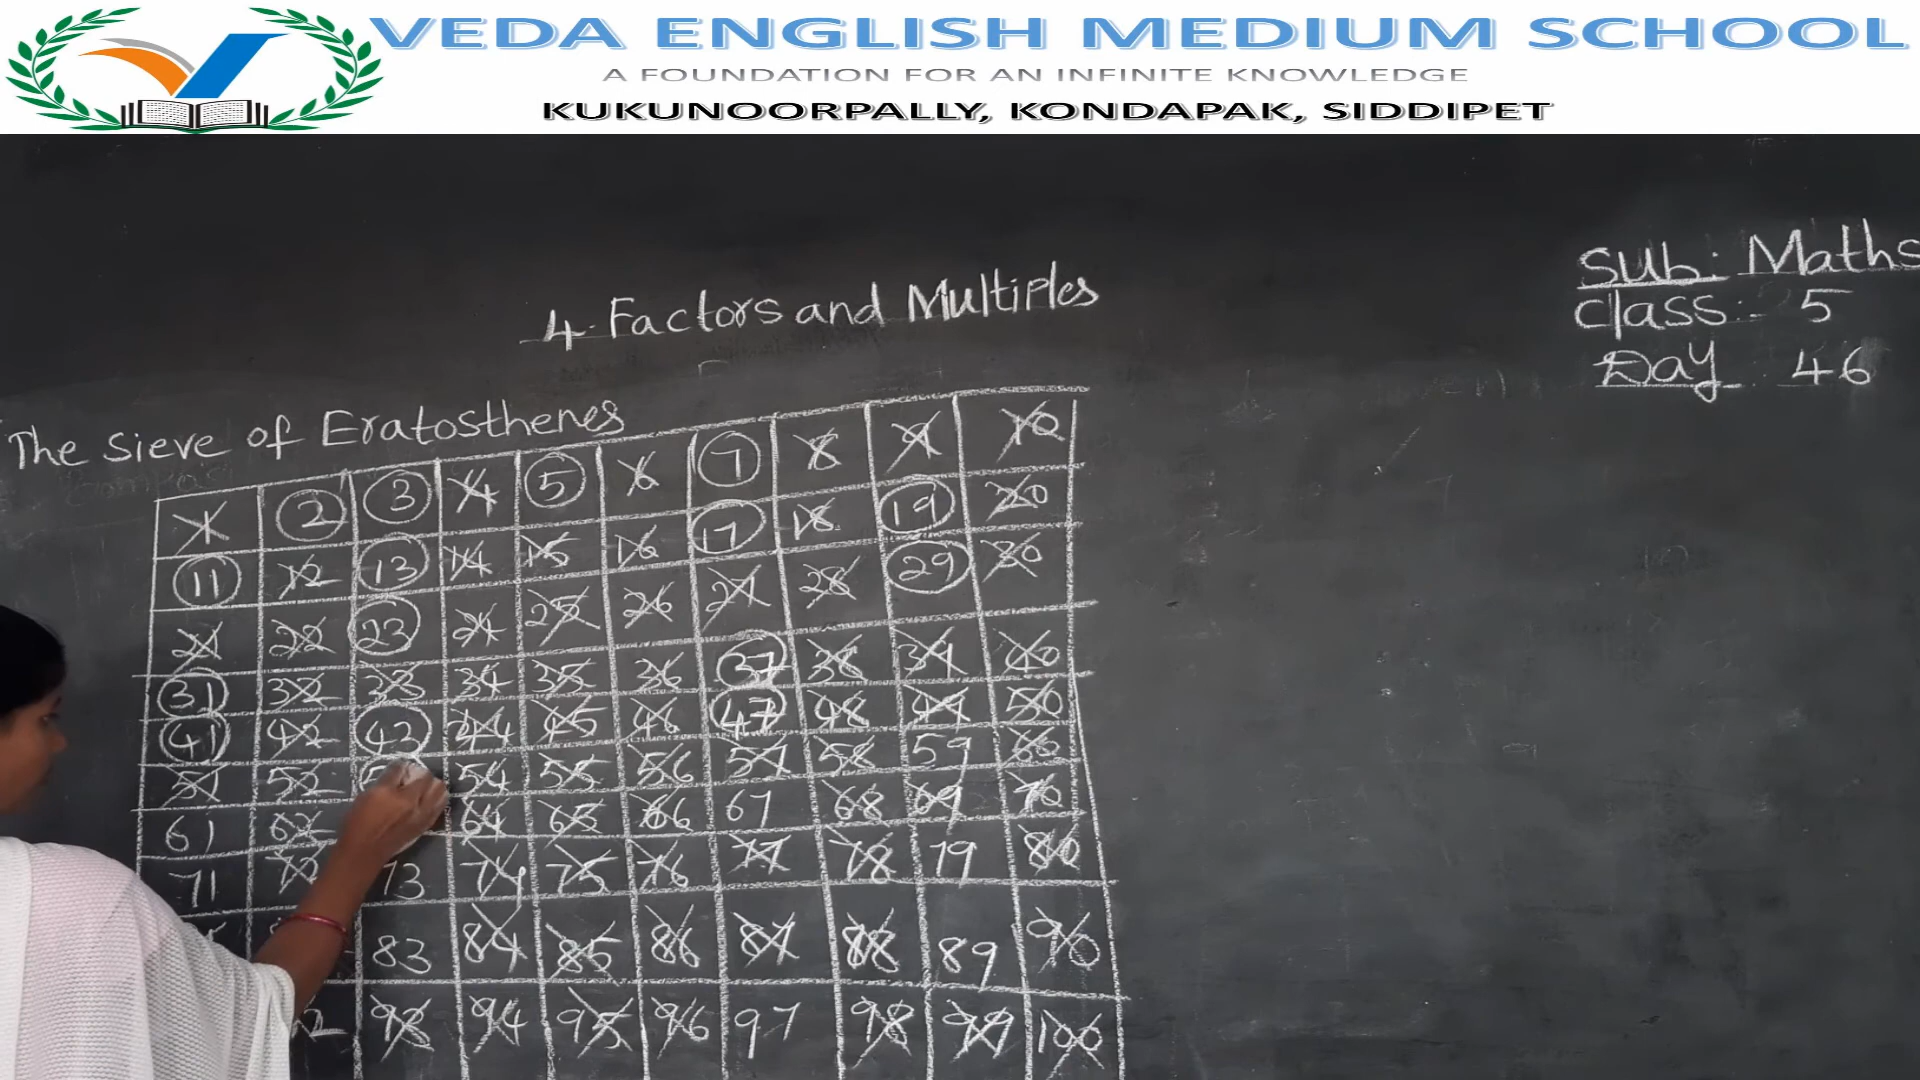 VEDA ENGLISH MEDIUM SCHOOL
A FOUNDATION FOR AN INFINITE KNOWLEDGE
KUKUNOORPALLY, KONDAPAK, SIDDIPET
Sub: Maths
Class: 5
Day 46
4. Factors and Multiples
The Sieve of Eratosthenes
1 2 3 4 5 6 7 8 9 10
11 12 13 14 15 16 17 18 19 20
21 22 23 24 25 26 27 28 29 30
31 32 33 34 35 36 37 38 39 40
41 42 43 44 45 46 47 48 49 50
51 52 54 55 56 57 58 59 60
61 62 64 65 66 67 68 69 70
71 72 73 74 75 76 77 78 79 80
83 84 85 86 87 88 89 90
93 94 95 96 97 98 99 100